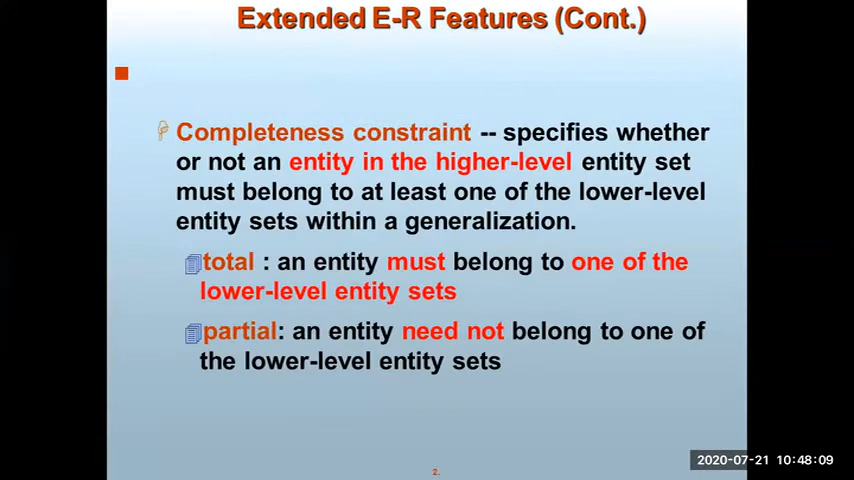 Extended E-R Features (Cont.)
Completeness constraint -- specifies whether
or not an entity in the higher-level entity set
must belong to at least one of the lower-level
entity sets within a generalization.
total : an entity must belong to one of the
lower-level entity sets
partial: an entity need not belong to one of
the lower-level entity sets
2.
2020-07-21 10:48:09